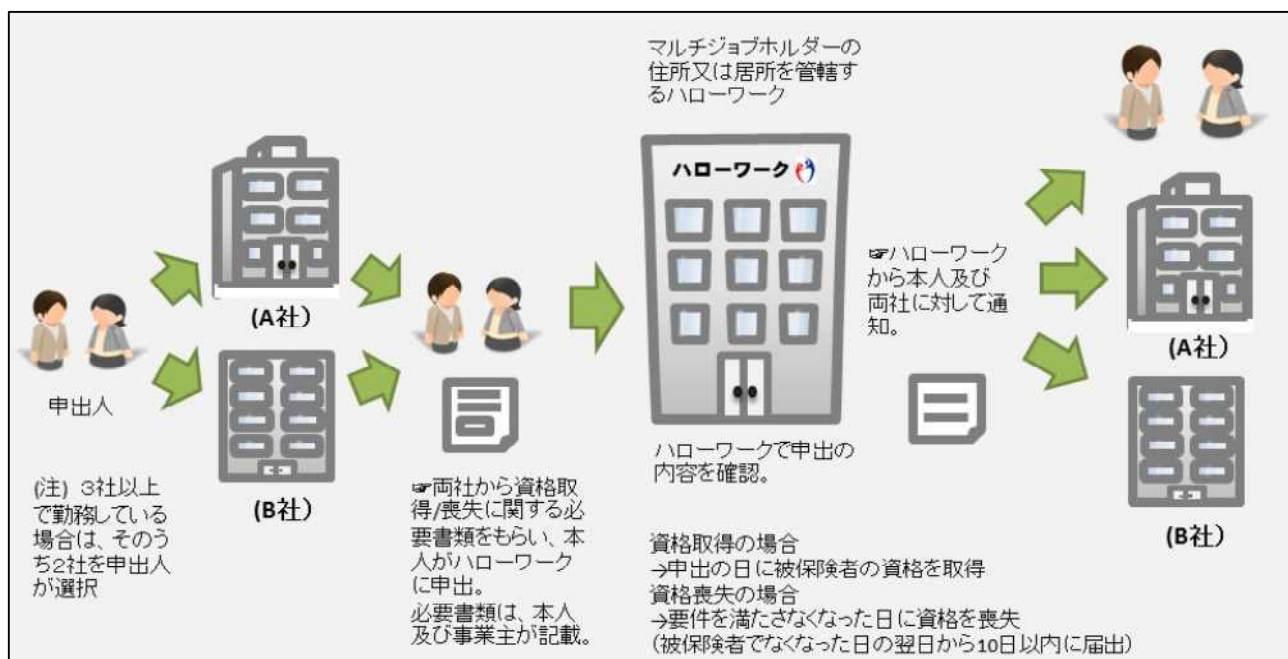 申出人
(注) 3社以上
で勤務している
場合は、そのう
ち2社を申出人
が選択
(A社)
(B社)
☞両社から資格取
得/喪失に関する必
要書類をもらい、本
人がハローワーク
に申出。
必要書類は、本人
及び事業主が記載。
マルチジョブホルダーの
住所又は居所を管轄す
るハローワーク
ハローワーク
ハローワークで申出の
内容を確認。
資格取得の場合
→申出の日に被保険者の資格を取得
資格喪失の場合
→要件を満たさなくなった日に資格を喪失
(被保険者でなくなった日の翌日から10日以内に届出)
☞ハローワーク
から本人及び
両社に対して通
知。
(A社)
(B社)